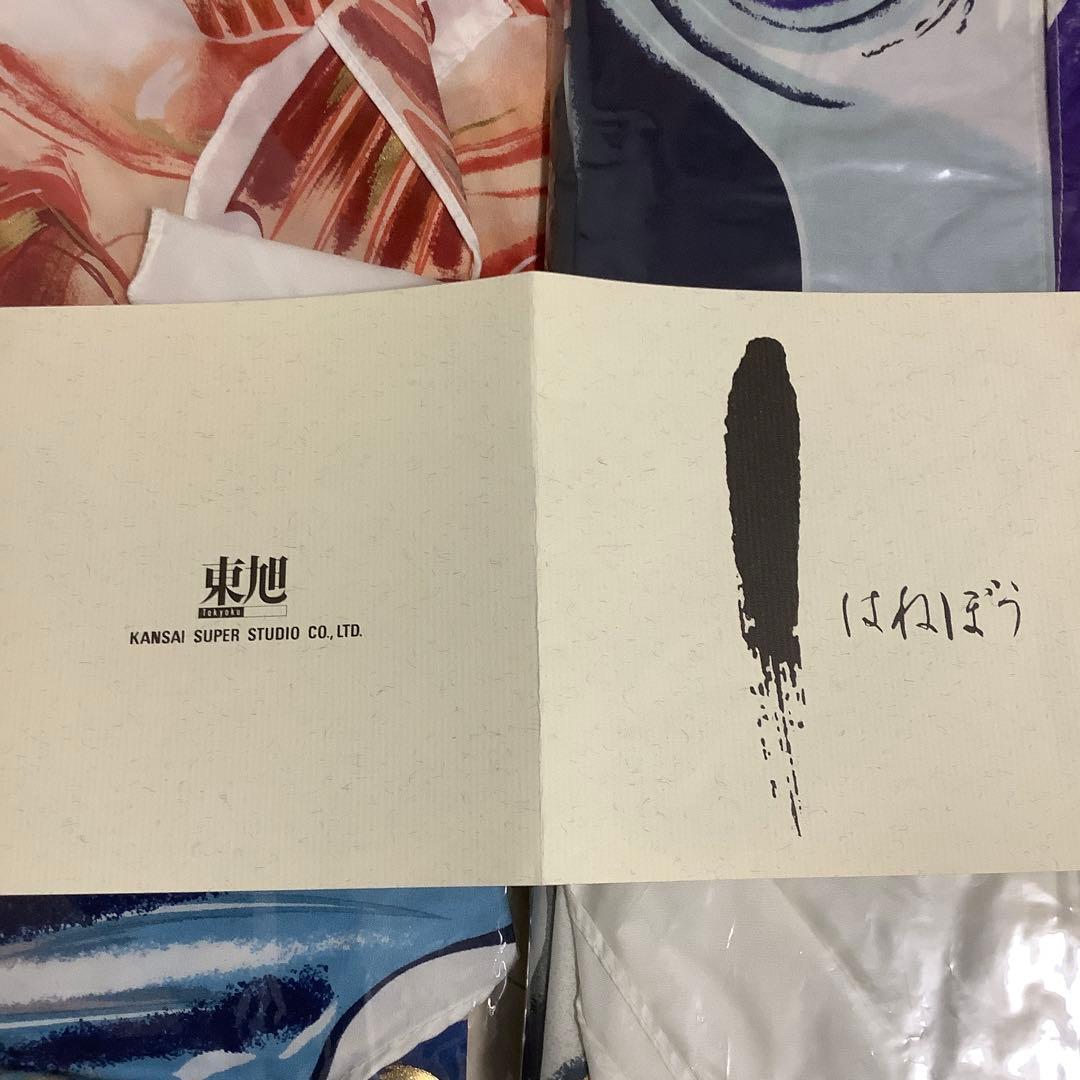 東旭
Tokyoku
KANSAI SUPER STUDIO CO.,LTD.
はねぼう